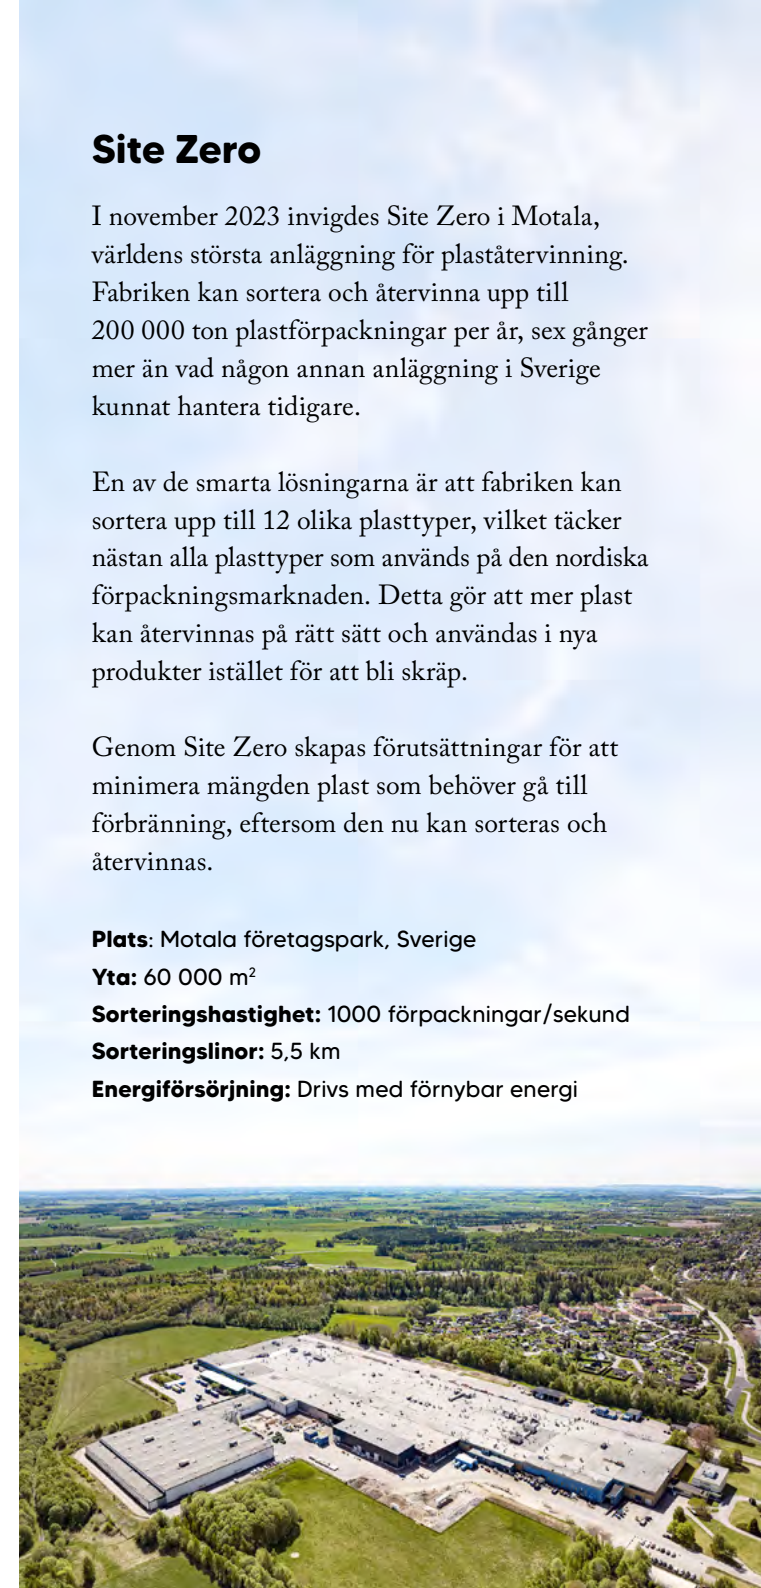 Site Zero
I november 2023 invigdes Site Zero i Motala,
världens största anläggning för plaståtervinning.
Fabriken kan sortera och återvinna upp till
200 000 ton plastförpackningar per år, sex gånger
mer än vad någon annan anläggning i Sverige
kunnat hantera tidigare.
En av de smarta lösningarna är att fabriken kan
sortera upp till 12 olika plasttyper, vilket täcker
nästan alla plasttyper som används på den nordiska
förpackningsmarknaden. Detta gör att mer plast
kan återvinnas på rätt sätt och användas i nya
produkter istället för att bli skräp.
Genom Site Zero skapas förutsättningar för att
minimera mängden plast som behöver gå till
förbränning, eftersom den nu kan sorteras och
återvinnas.
Plats: Motala företagspark, Sverige
Yta: 60 000 m²
Sorteringshastighet: 1000 förpackningar/sekund
Sorteringslinor: 5,5 km
Energiförsörjning: Drivs med förnybar energi